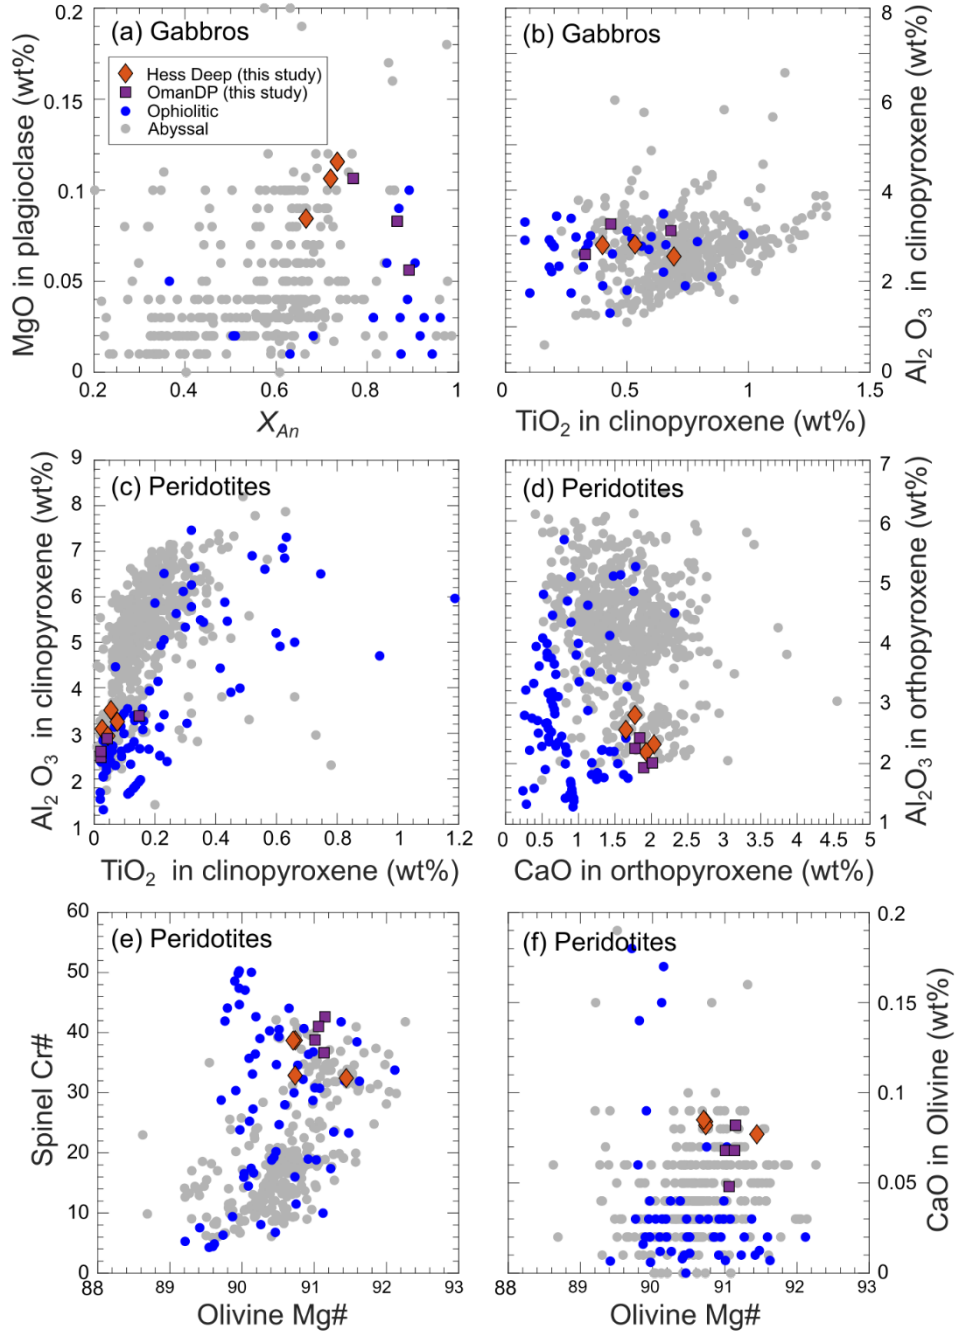 (a) Gabbros
Hess Deep (this study)
OmanDP (this study)
Ophiolitic
Abyssal
MgO in plagioclase (wt%)
0.2
0.15
0.1
0.05
0
0.2 0.4 0.6 0.8 1
X_An
(b) Gabbros
8
6
4
2
0
Al₂ O₃ in clinopyroxene (wt%)
0 0.5 1 1.5
TiO₂ in clinopyroxene (wt%)
(c) Peridotites
Al₂ O₃ in clinopyroxene (wt%)
9
8
7
6
5
4
3
2
1
0 0.2 0.4 0.6 0.8 1 1.2
TiO₂ in clinopyroxene (wt%)
(d) Peridotites
7
6
5
4
3
2
1
Al₂O₃ in orthopyroxene (wt%)
0 0.5 1 1.5 2 2.5 3 3.5 4 4.5 5
CaO in orthopyroxene (wt%)
(e) Peridotites
Spinel Cr#
60
50
40
30
20
10
0
88 89 90 91 92 93
Olivine Mg#
(f) Peridotites
0.2
0.15
0.1
0.05
0
CaO in Olivine (wt%)
88 89 90 91 92 93
Olivine Mg#